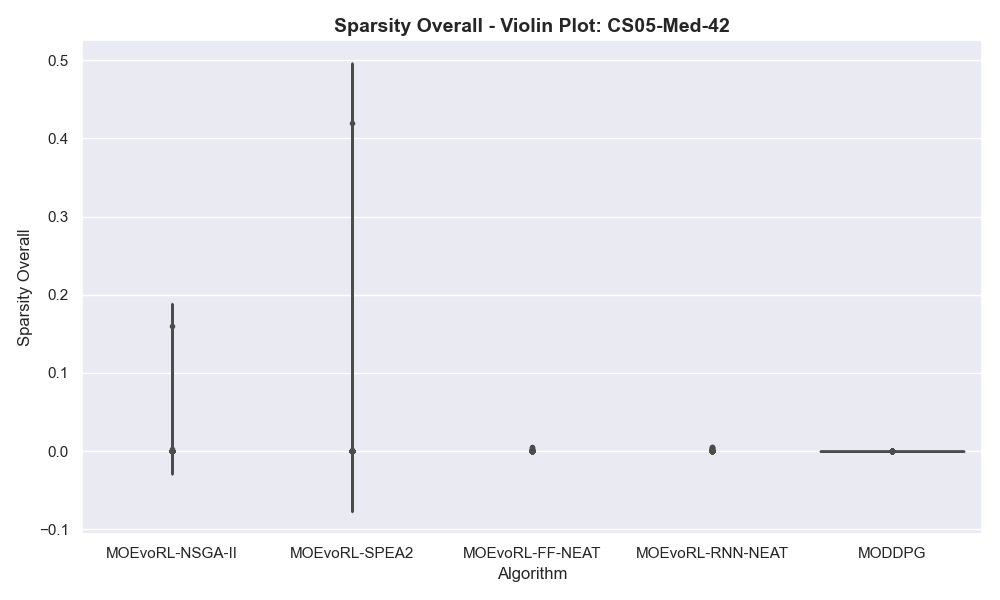 Sparsity Overall - Violin Plot: CS05-Med-42
Sparsity Overall
0.5
0.4
0.3
0.2
0.1
0.0
−0.1
MOEvoRL-NSGA-II MOEvoRL-SPEA2 MOEvoRL-FF-NEAT MOEvoRL-RNN-NEAT MODDPG
Algorithm